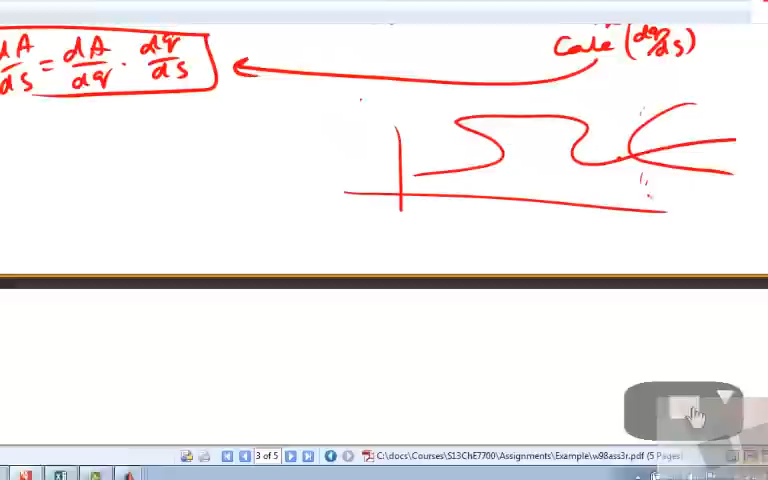 dA/ds = dA/dq · dq/ds
Calc (dq/ds)
3 of 5
C:\docs\Courses\S13ChE7700\Assignments\Example\w98ass3r.pdf (5 Pages)